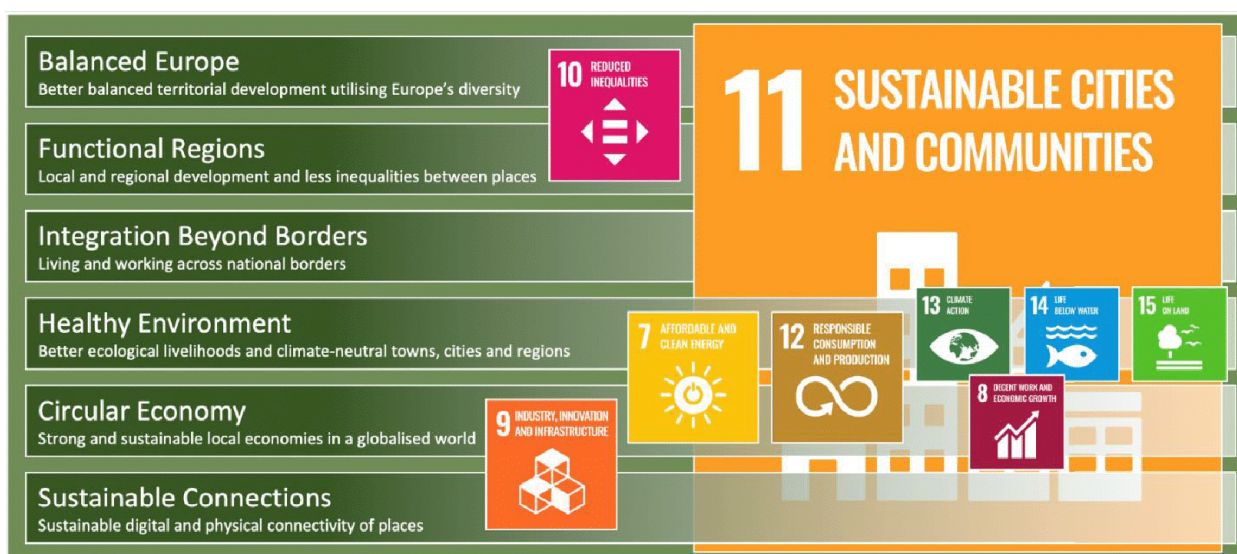 Balanced Europe
Better balanced territorial development utilising Europe's diversity
Functional Regions
Local and regional development and less inequalities between places
Integration Beyond Borders
Living and working across national borders
Healthy Environment
Better ecological livelihoods and climate-neutral towns, cities and regions
Circular Economy
Strong and sustainable local economies in a globalised world
Sustainable Connections
Sustainable digital and physical connectivity of places
10 REDUCED
INEQUALITIES
11 SUSTAINABLE CITIES
AND COMMUNITIES
7 AFFORDABLE AND
CLEAN ENERGY
12 RESPONSIBLE
CONSUMPTION
AND PRODUCTION
13 CLIMATE
ACTION
14 LIFE
BELOW WATER
15 LIFE
ON LAND
8 DECENT WORK AND
ECONOMIC GROWTH
9 INDUSTRY, INNOVATION
AND INFRASTRUCTURE